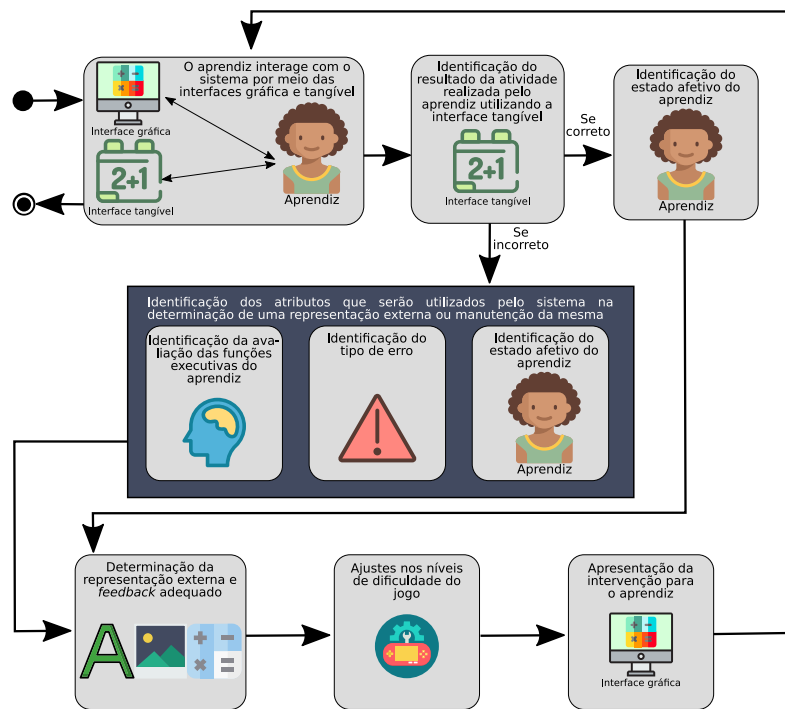 O aprendiz interage com o
sistema por meio das
interfaces gráfica e tangível
Interface gráfica
2+1
Interface tangível
Aprendiz
Identificação do
resultado da atividade
realizada pelo
aprendiz utilizando a
interface tangível
2+1
Interface tangível
Se
correto
Identificação do
estado afetivo do
aprendiz
Aprendiz
Se
incorreto
Identificação dos atributos que serão utilizados pelo sistema na
determinação de uma representação externa ou manutenção da mesma
Identificação da ava-
liação das funções
executivas do
aprendiz
Identificação do
tipo de erro
Identificação do
estado afetivo do
aprendiz
Aprendiz
Determinação da
representação externa e
feedback adequado
A
Ajustes nos níveis
de dificuldade do
jogo
Apresentação da
intervenção para
o aprendiz
Interface gráfica